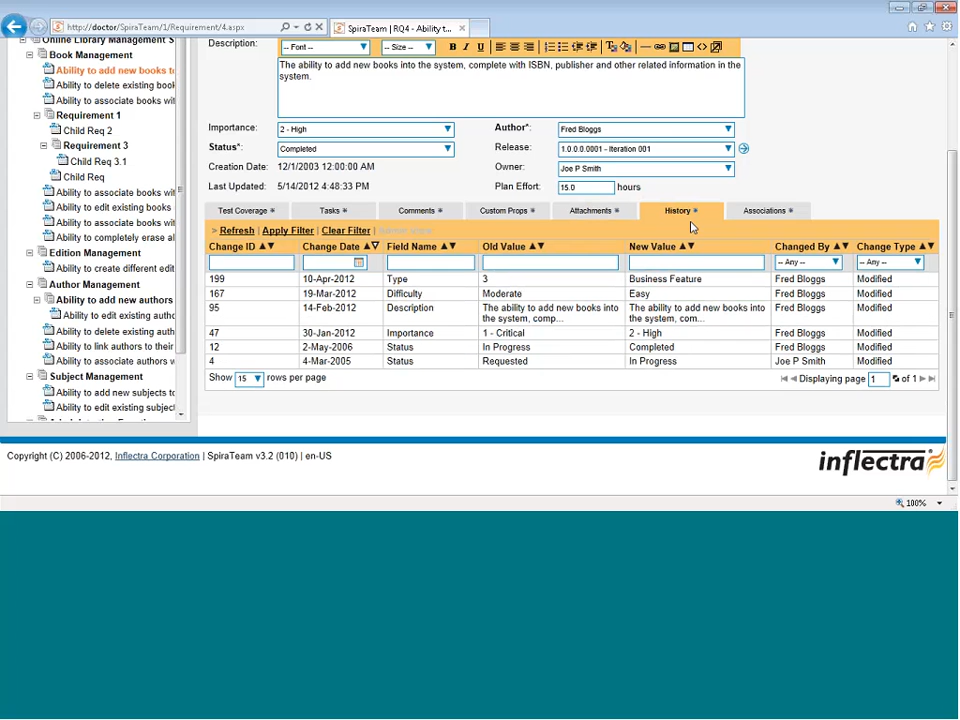 http://doctor/SpiraTeam/1/Requirement/4.aspx
SpiraTeam | RQ4 - Ability t...
Online Library Management S
Book Management
Ability to add new books to
Ability to delete existing bool
Ability to associate books wit
Requirement 1
Child Req 2
Requirement 3
Child Req 3.1
Child Req
Ability to associate books wit
Ability to edit existing books
Ability to associate books wit
Ability to completely erase al
Edition Management
Ability to create different edit
Author Management
Ability to add new authors
Ability to edit existing autho
Ability to delete existing auth
Ability to link authors to their
Ability to associate authors w
Subject Management
Ability to add new subjects to
Ability to edit existing subject
Description:
-- Font -- -- Size -- B I U
The ability to add new books into the system, complete with ISBN, publisher and other related information in the
system.
Importance: 2 - High Author*: Fred Bloggs
Status*: Completed Release: 1.0.0.0.0001 - Iteration 001
Creation Date: 12/1/2003 12:00:00 AM Owner: Joe P Smith
Last Updated: 5/14/2012 4:48:33 PM Plan Effort: 15.0 hours
Test Coverage Tasks Comments Custom Props Attachments History Associations
> Refresh | Apply Filter | Clear Filter |
Change ID Change Date Field Name Old Value New Value Changed By Change Type
-- Any -- -- Any --
199 10-Apr-2012 Type 3 Business Feature Fred Bloggs Modified
167 19-Mar-2012 Difficulty Moderate Easy Fred Bloggs Modified
95 14-Feb-2012 Description The ability to add new books into The ability to add new books into Fred Bloggs Modified
the system, comp... the system, com...
47 30-Jan-2012 Importance 1 - Critical 2 - High Fred Bloggs Modified
12 2-May-2006 Status In Progress Completed Fred Bloggs Modified
4 4-Mar-2005 Status Requested In Progress Joe P Smith Modified
Show 15 rows per page Displaying page 1 of 1
Copyright (C) 2006-2012, Inflectra Corporation | SpiraTeam v3.2 (010) | en-US
inflectra
100%